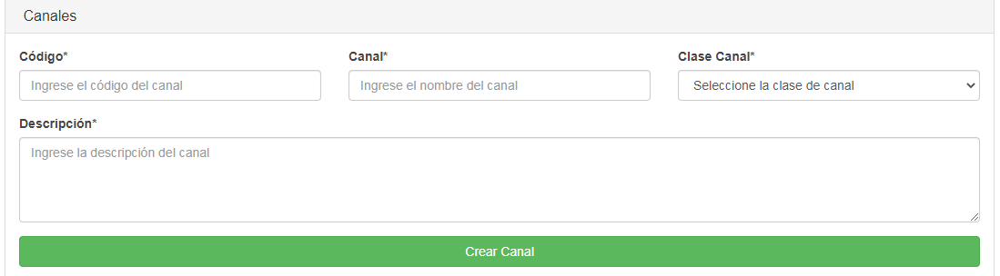 Canales
Código* Canal* Clase Canal*
Ingrese el código del canal Ingrese el nombre del canal Seleccione la clase de canal
Descripción*
Ingrese la descripción del canal
Crear Canal